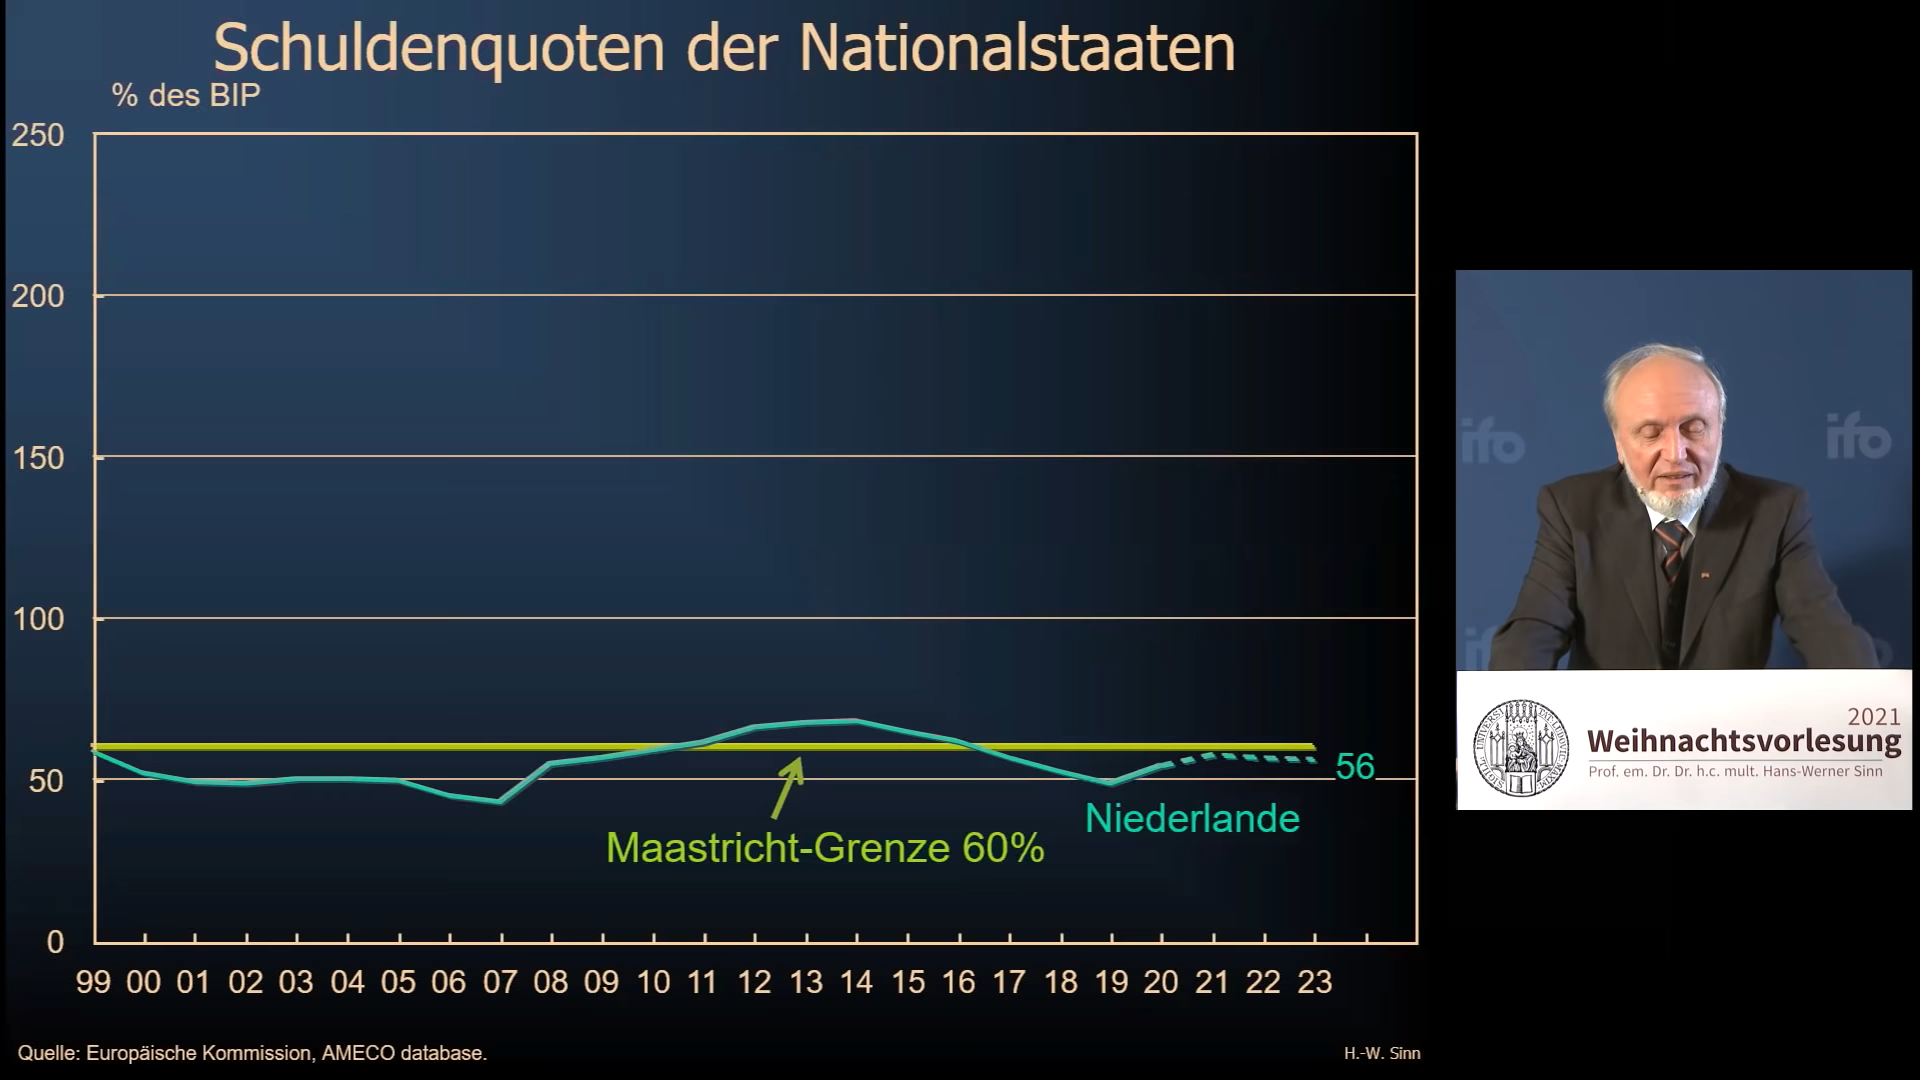 Schuldenquoten der Nationalstaaten
% des BIP
250
200
150
100
50
0
56
Niederlande
Maastricht-Grenze 60%
99 00 01 02 03 04 05 06 07 08 09 10 11 12 13 14 15 16 17 18 19 20 21 22 23
Quelle: Europäische Kommission, AMECO database.
H.-W. Sinn
ifo
ifo
2021
Weihnachtsvorlesung
Prof. em. Dr. Dr. h.c. mult. Hans-Werner Sinn